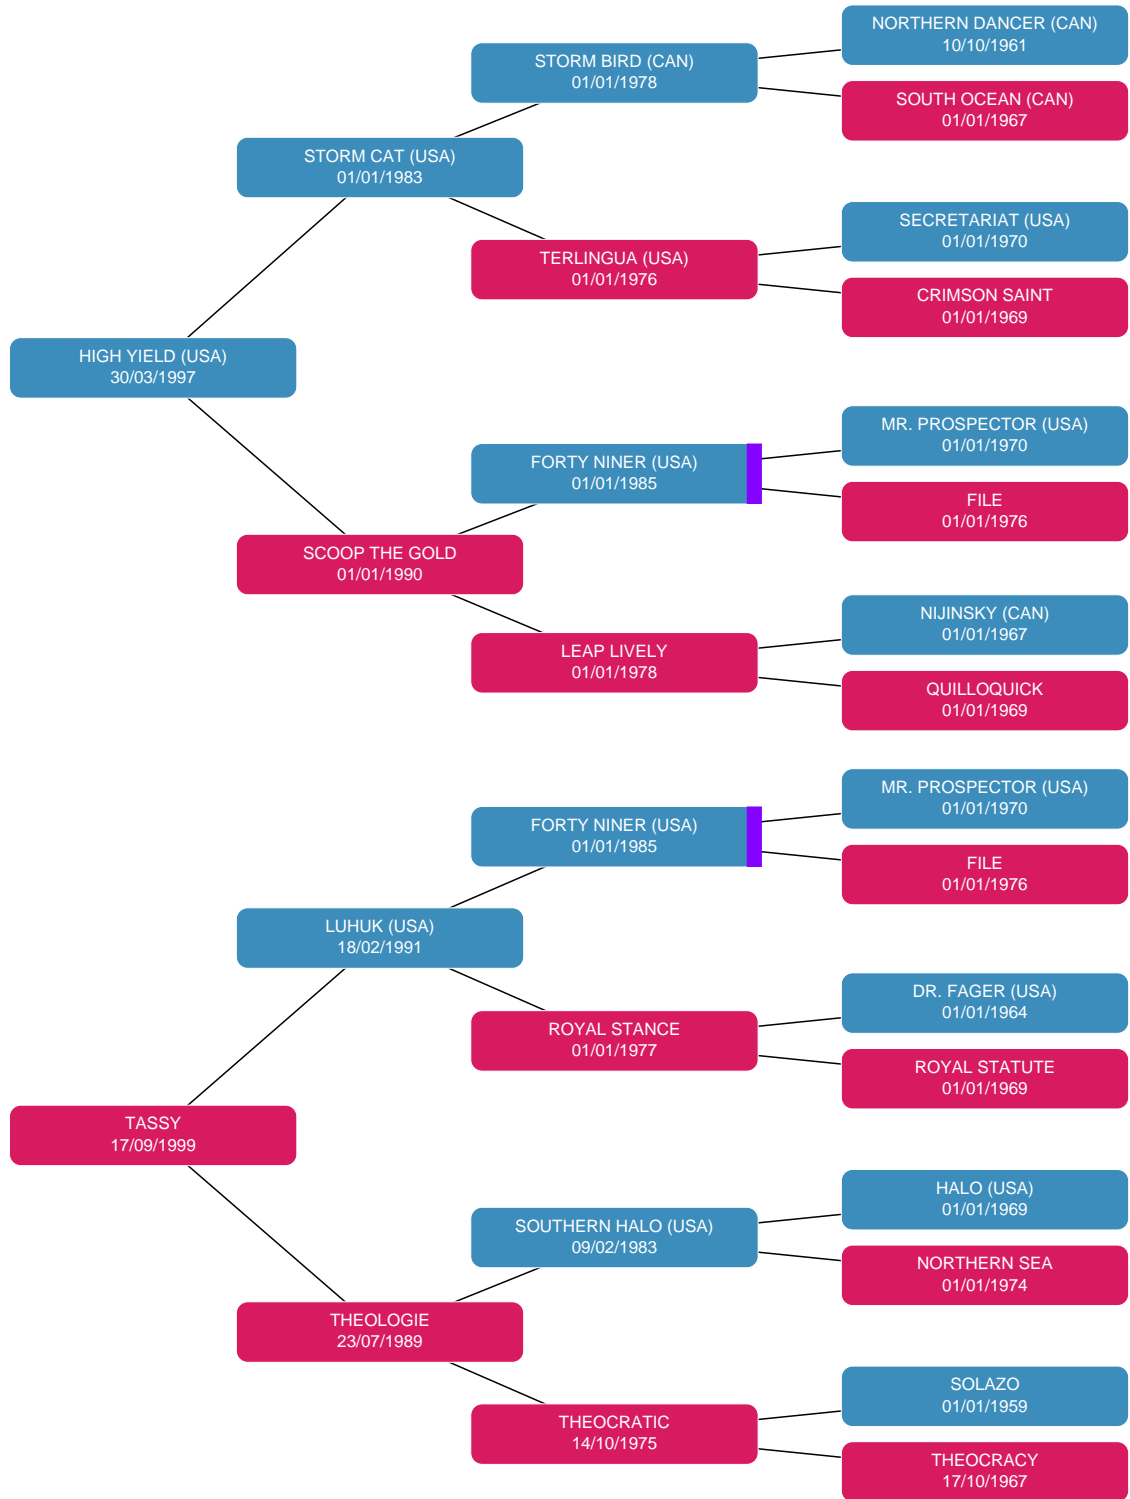 NORTHERN DANCER (CAN)
10/10/1961
STORM BIRD (CAN)
01/01/1978
SOUTH OCEAN (CAN)
01/01/1967
STORM CAT (USA)
01/01/1983
SECRETARIAT (USA)
01/01/1970
TERLINGUA (USA)
01/01/1976
CRIMSON SAINT
01/01/1969
HIGH YIELD (USA)
30/03/1997
MR. PROSPECTOR (USA)
01/01/1970
FORTY NINER (USA)
01/01/1985
FILE
01/01/1976
SCOOP THE GOLD
01/01/1990
NIJINSKY (CAN)
01/01/1967
LEAP LIVELY
01/01/1978
QUILLOQUICK
01/01/1969
MR. PROSPECTOR (USA)
01/01/1970
FORTY NINER (USA)
01/01/1985
FILE
01/01/1976
LUHUK (USA)
18/02/1991
DR. FAGER (USA)
01/01/1964
ROYAL STANCE
01/01/1977
ROYAL STATUTE
01/01/1969
TASSY
17/09/1999
HALO (USA)
01/01/1969
SOUTHERN HALO (USA)
09/02/1983
NORTHERN SEA
01/01/1974
THEOLOGIE
23/07/1989
SOLAZO
01/01/1959
THEOCRATIC
14/10/1975
THEOCRACY
17/10/1967